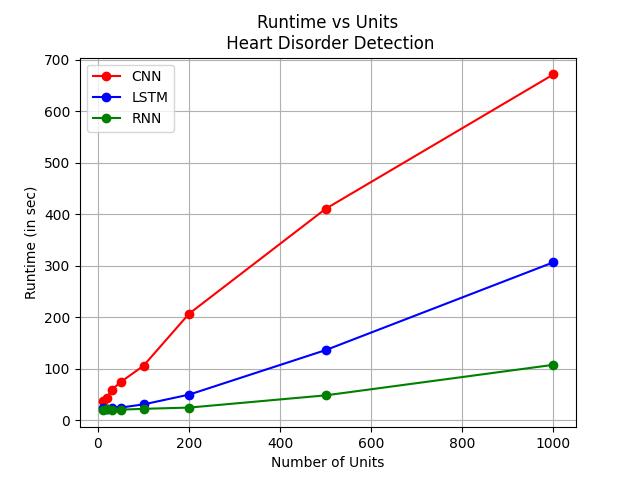 Runtime vs Units
Heart Disorder Detection
CNN
LSTM
RNN
700
600
500
400
300
200
100
0
Runtime (in sec)
0 200 400 600 800 1000
Number of Units